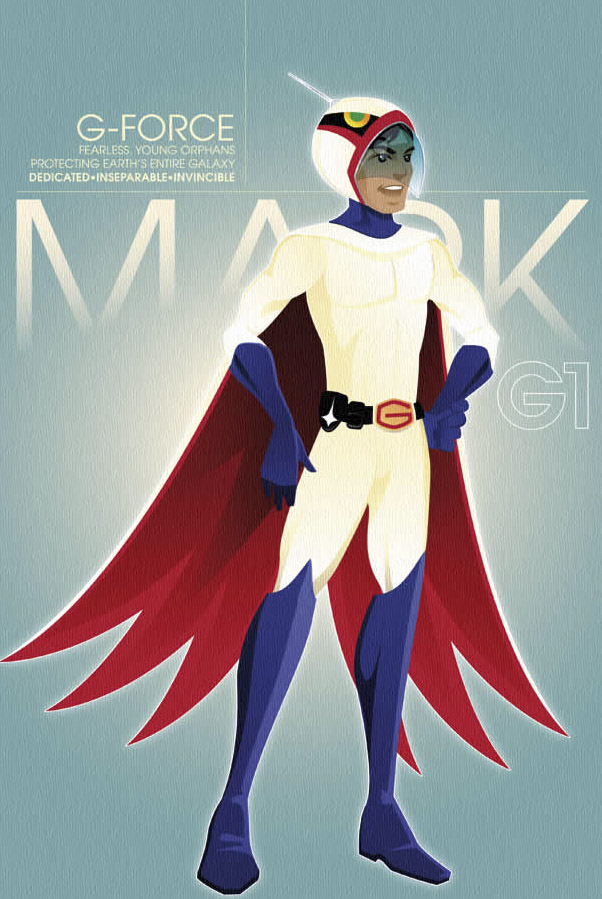 G-FORCE
FEARLESS, YOUNG ORPHANS
PROTECTING EARTH'S ENTIRE GALAXY
DEDICATED•INSEPARABLE•INVINCIBLE
MARK
G1
G